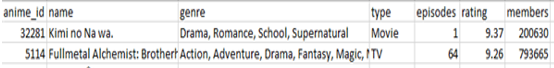 anime_id name genre type episodes rating members
32281 Kimi no Na wa. Drama, Romance, School, Supernatural Movie 1 9.37 200630
5114 Fullmetal Alchemist: Brotherh Action, Adventure, Drama, Fantasy, Magic, TV 64 9.26 793665